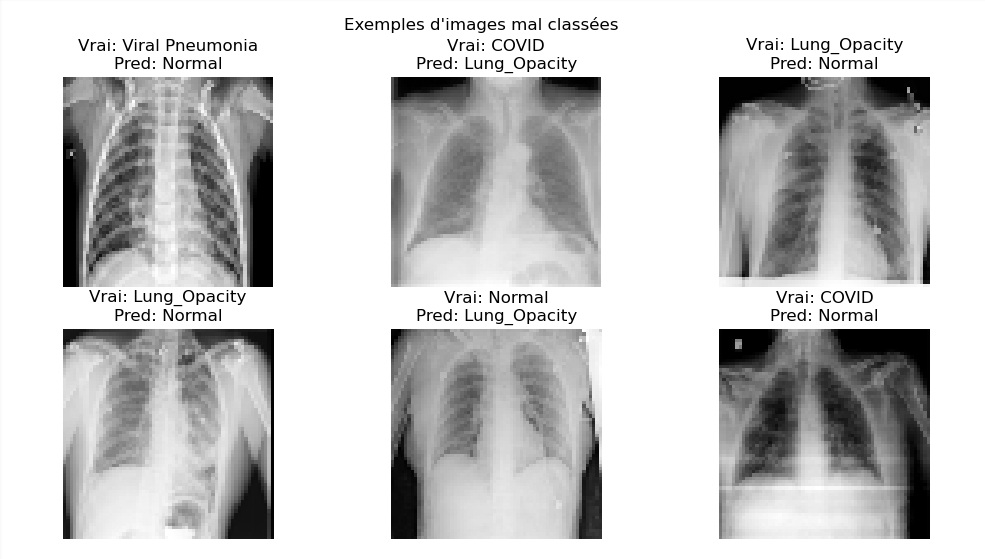 Exemples d'images mal classées
Vrai: Viral Pneumonia
Pred: Normal
Vrai: COVID
Pred: Lung_Opacity
Vrai: Lung_Opacity
Pred: Normal
Vrai: Lung_Opacity
Pred: Normal
Vrai: Normal
Pred: Lung_Opacity
Vrai: COVID
Pred: Normal